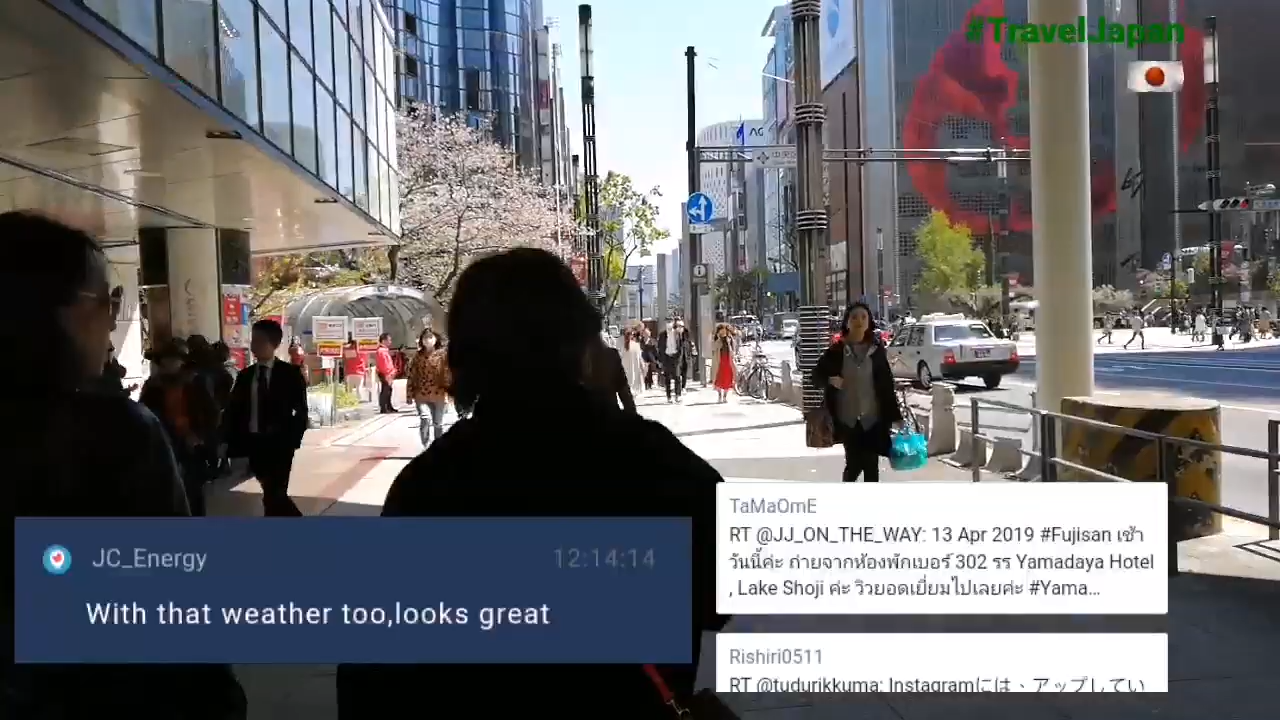 #TravelJapan
AG
JC_Energy 12:14:14
With that weather too,looks great
TaMaOmE
RT @JJ_ON_THE_WAY: 13 Apr 2019 #Fujisan เช้า
วันนี้ค่ะ ถ่ายจากห้องพักเบอร์ 302 รร Yamadaya Hotel
, Lake Shoji ค่ะ วิวยอดเยี่ยมไปเลยค่ะ #Yama...
Rishiri0511
RT @tudurikkuma: Instagramには、アップしてい